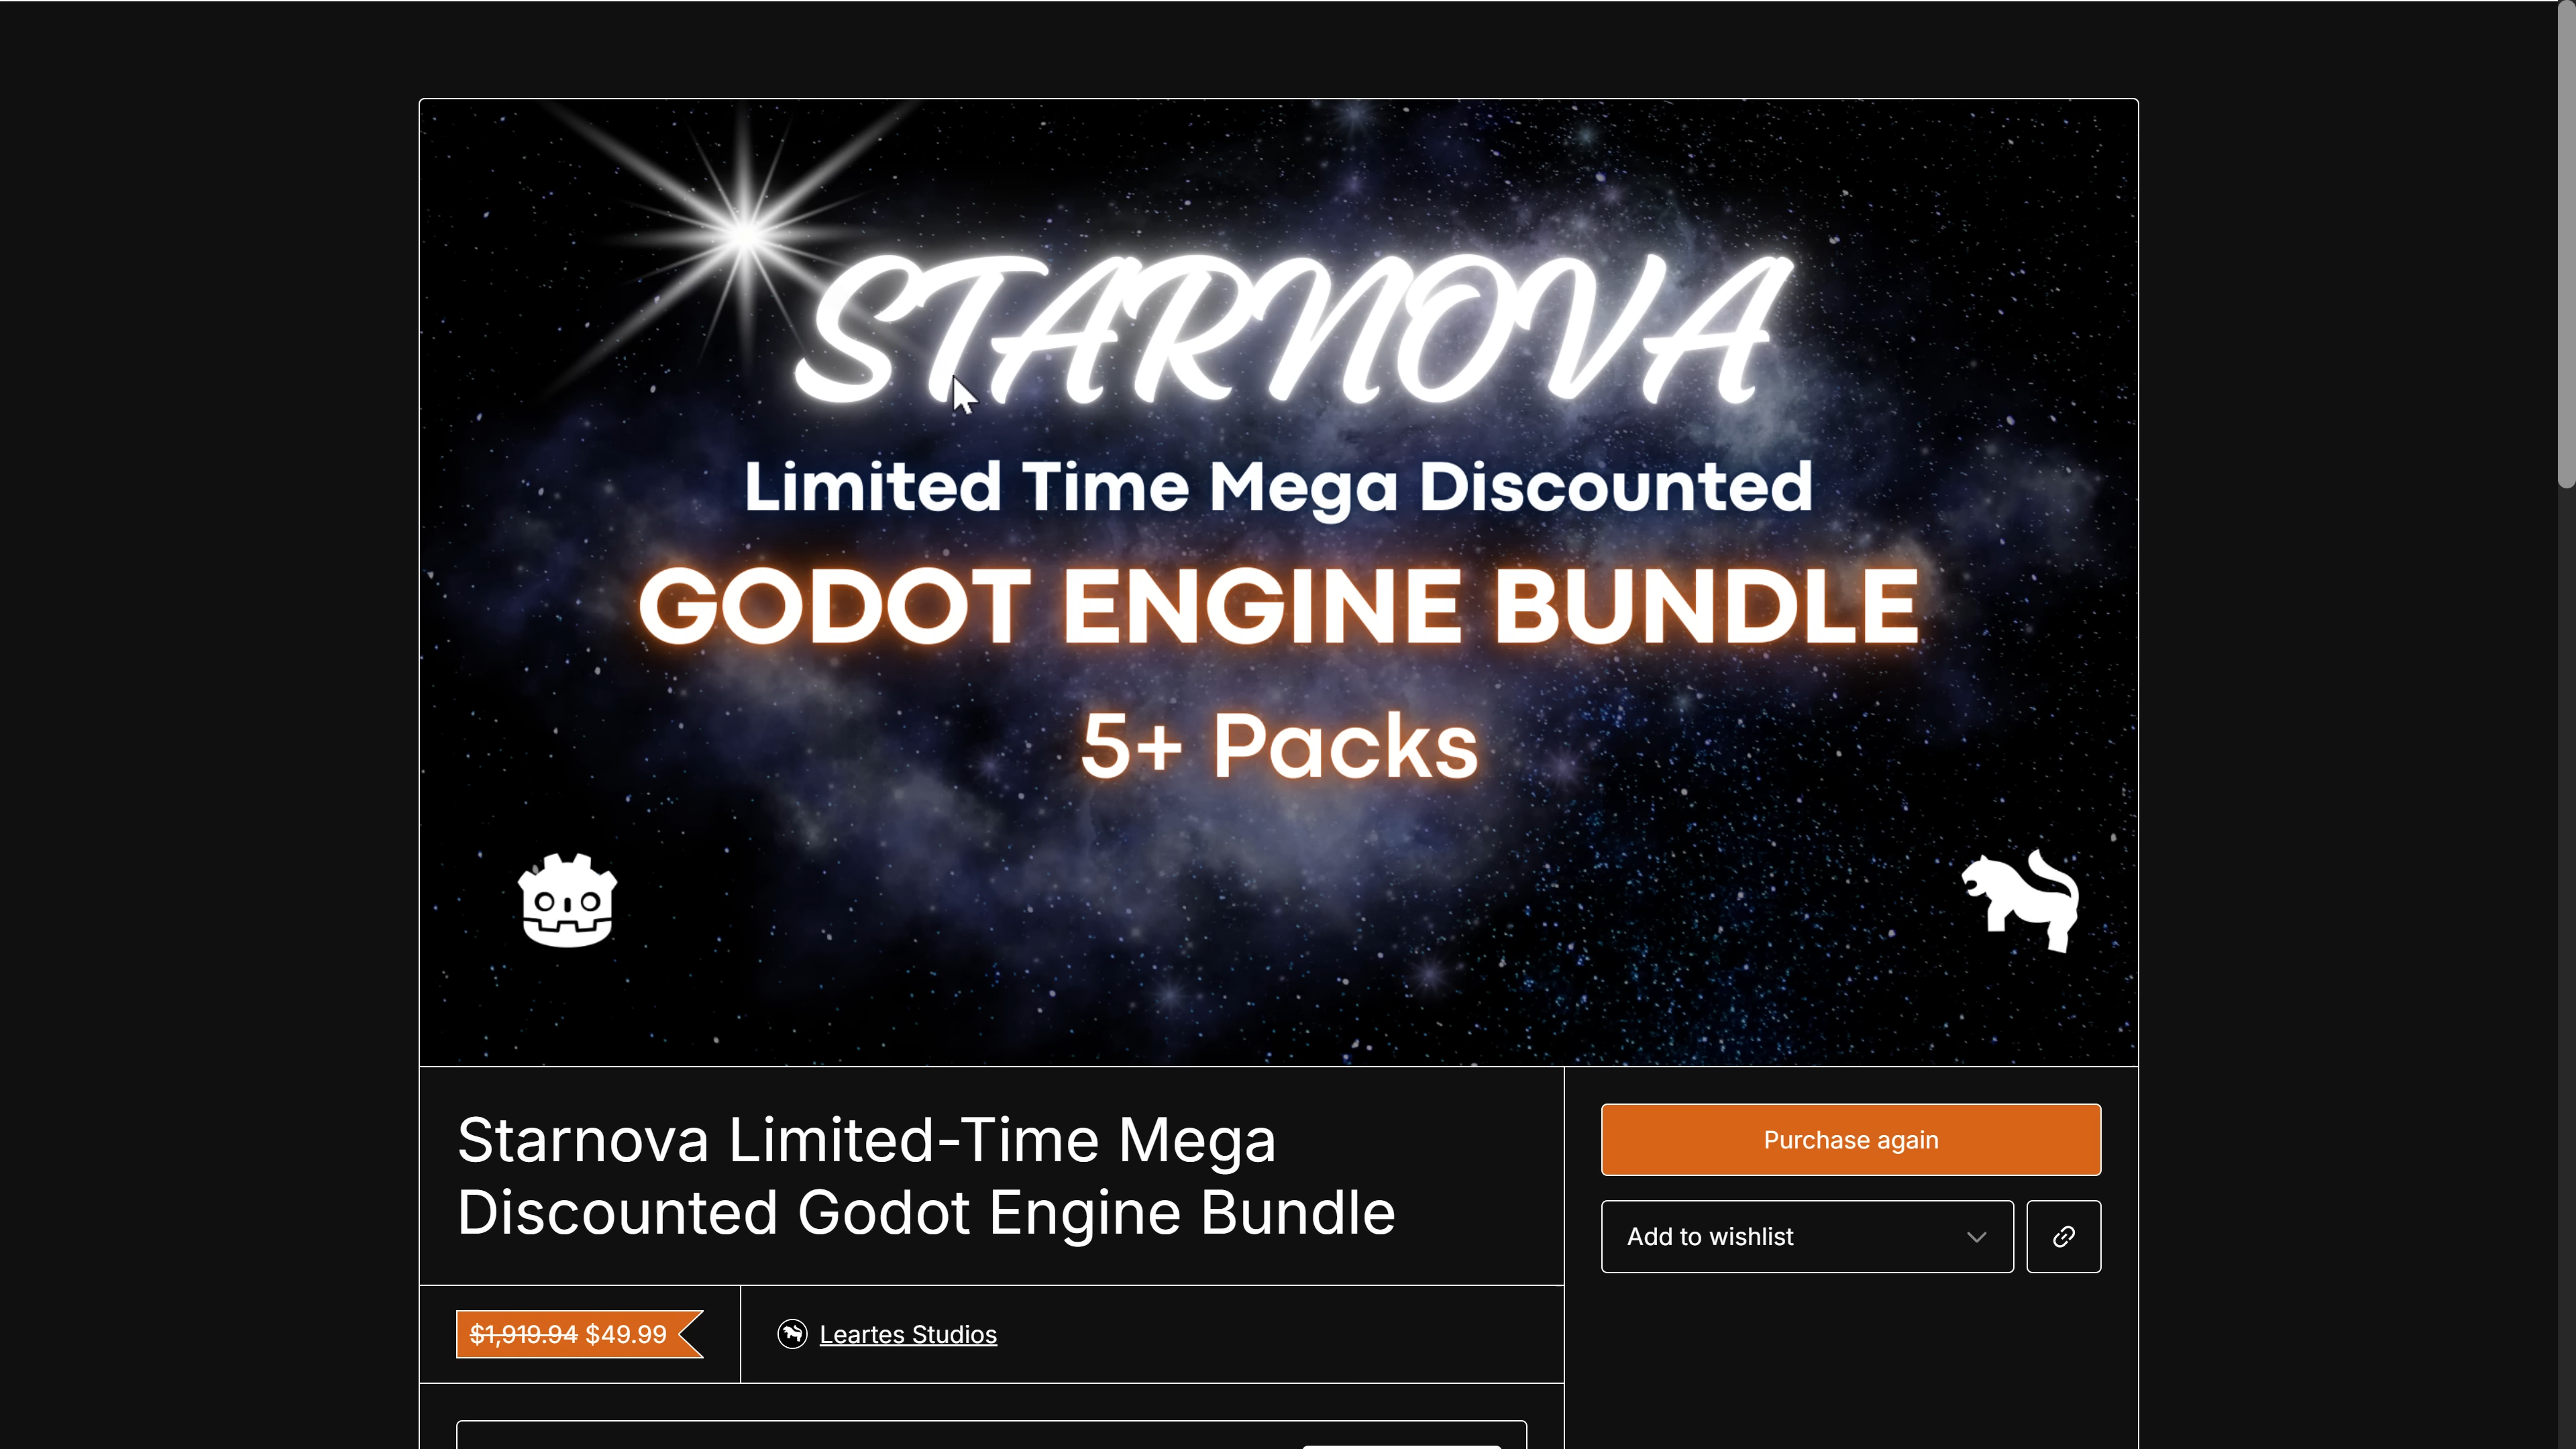 STARNOVA
Limited Time Mega Discounted
GODOT ENGINE BUNDLE
5+ Packs
Starnova Limited-Time Mega
Discounted Godot Engine Bundle
Purchase again
Add to wishlist
$1,919.94 $49.99
Leartes Studios